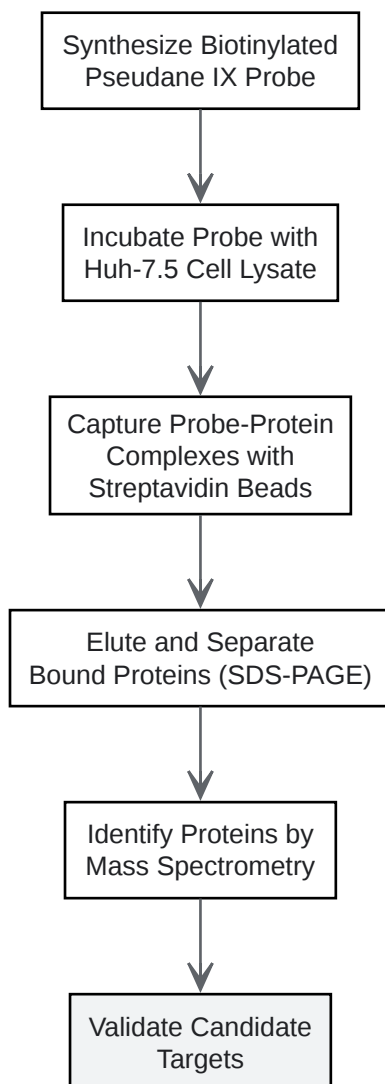 Synthesize Biotinylated
Pseudane IX Probe
Incubate Probe with
Huh-7.5 Cell Lysate
Capture Probe-Protein
Complexes with
Streptavidin Beads
Elute and Separate
Bound Proteins (SDS-PAGE)
Identify Proteins by
Mass Spectrometry
Validate Candidate
Targets